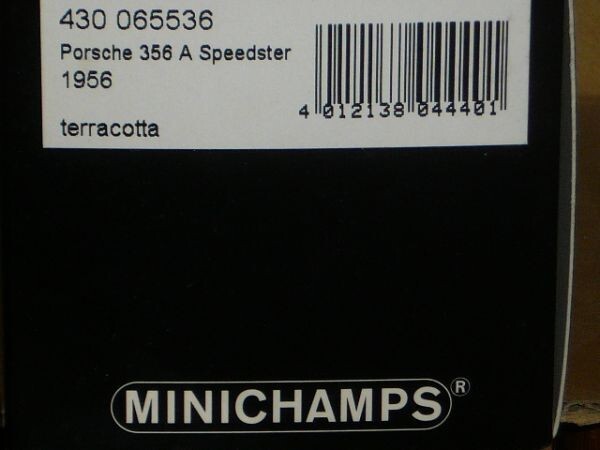 430 065536
Porsche 356 A Speedster
1956
terracotta
4 012138 044401
MINICHAMPS®